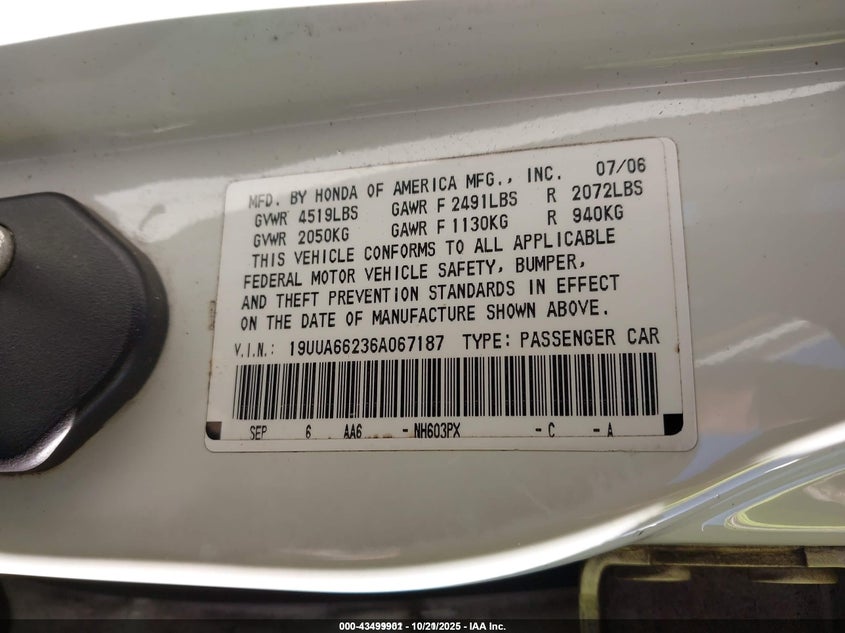 MFD. BY HONDA OF AMERICA MFG., INC. 07/06
GVWR 4519LBS GAWR F 2491LBS R 2072LBS
GVWR 2050KG GAWR F 1130KG R 940KG
THIS VEHICLE CONFORMS TO ALL APPLICABLE
FEDERAL MOTOR VEHICLE SAFETY, BUMPER,
AND THEFT PREVENTION STANDARDS IN EFFECT
ON THE DATE OF MANUFACTURE SHOWN ABOVE.
V.I.N.: 19UUA66236A067187 TYPE: PASSENGER CAR
SEP 6 AA6 - NH603PX - C - A
- IAA Inc.